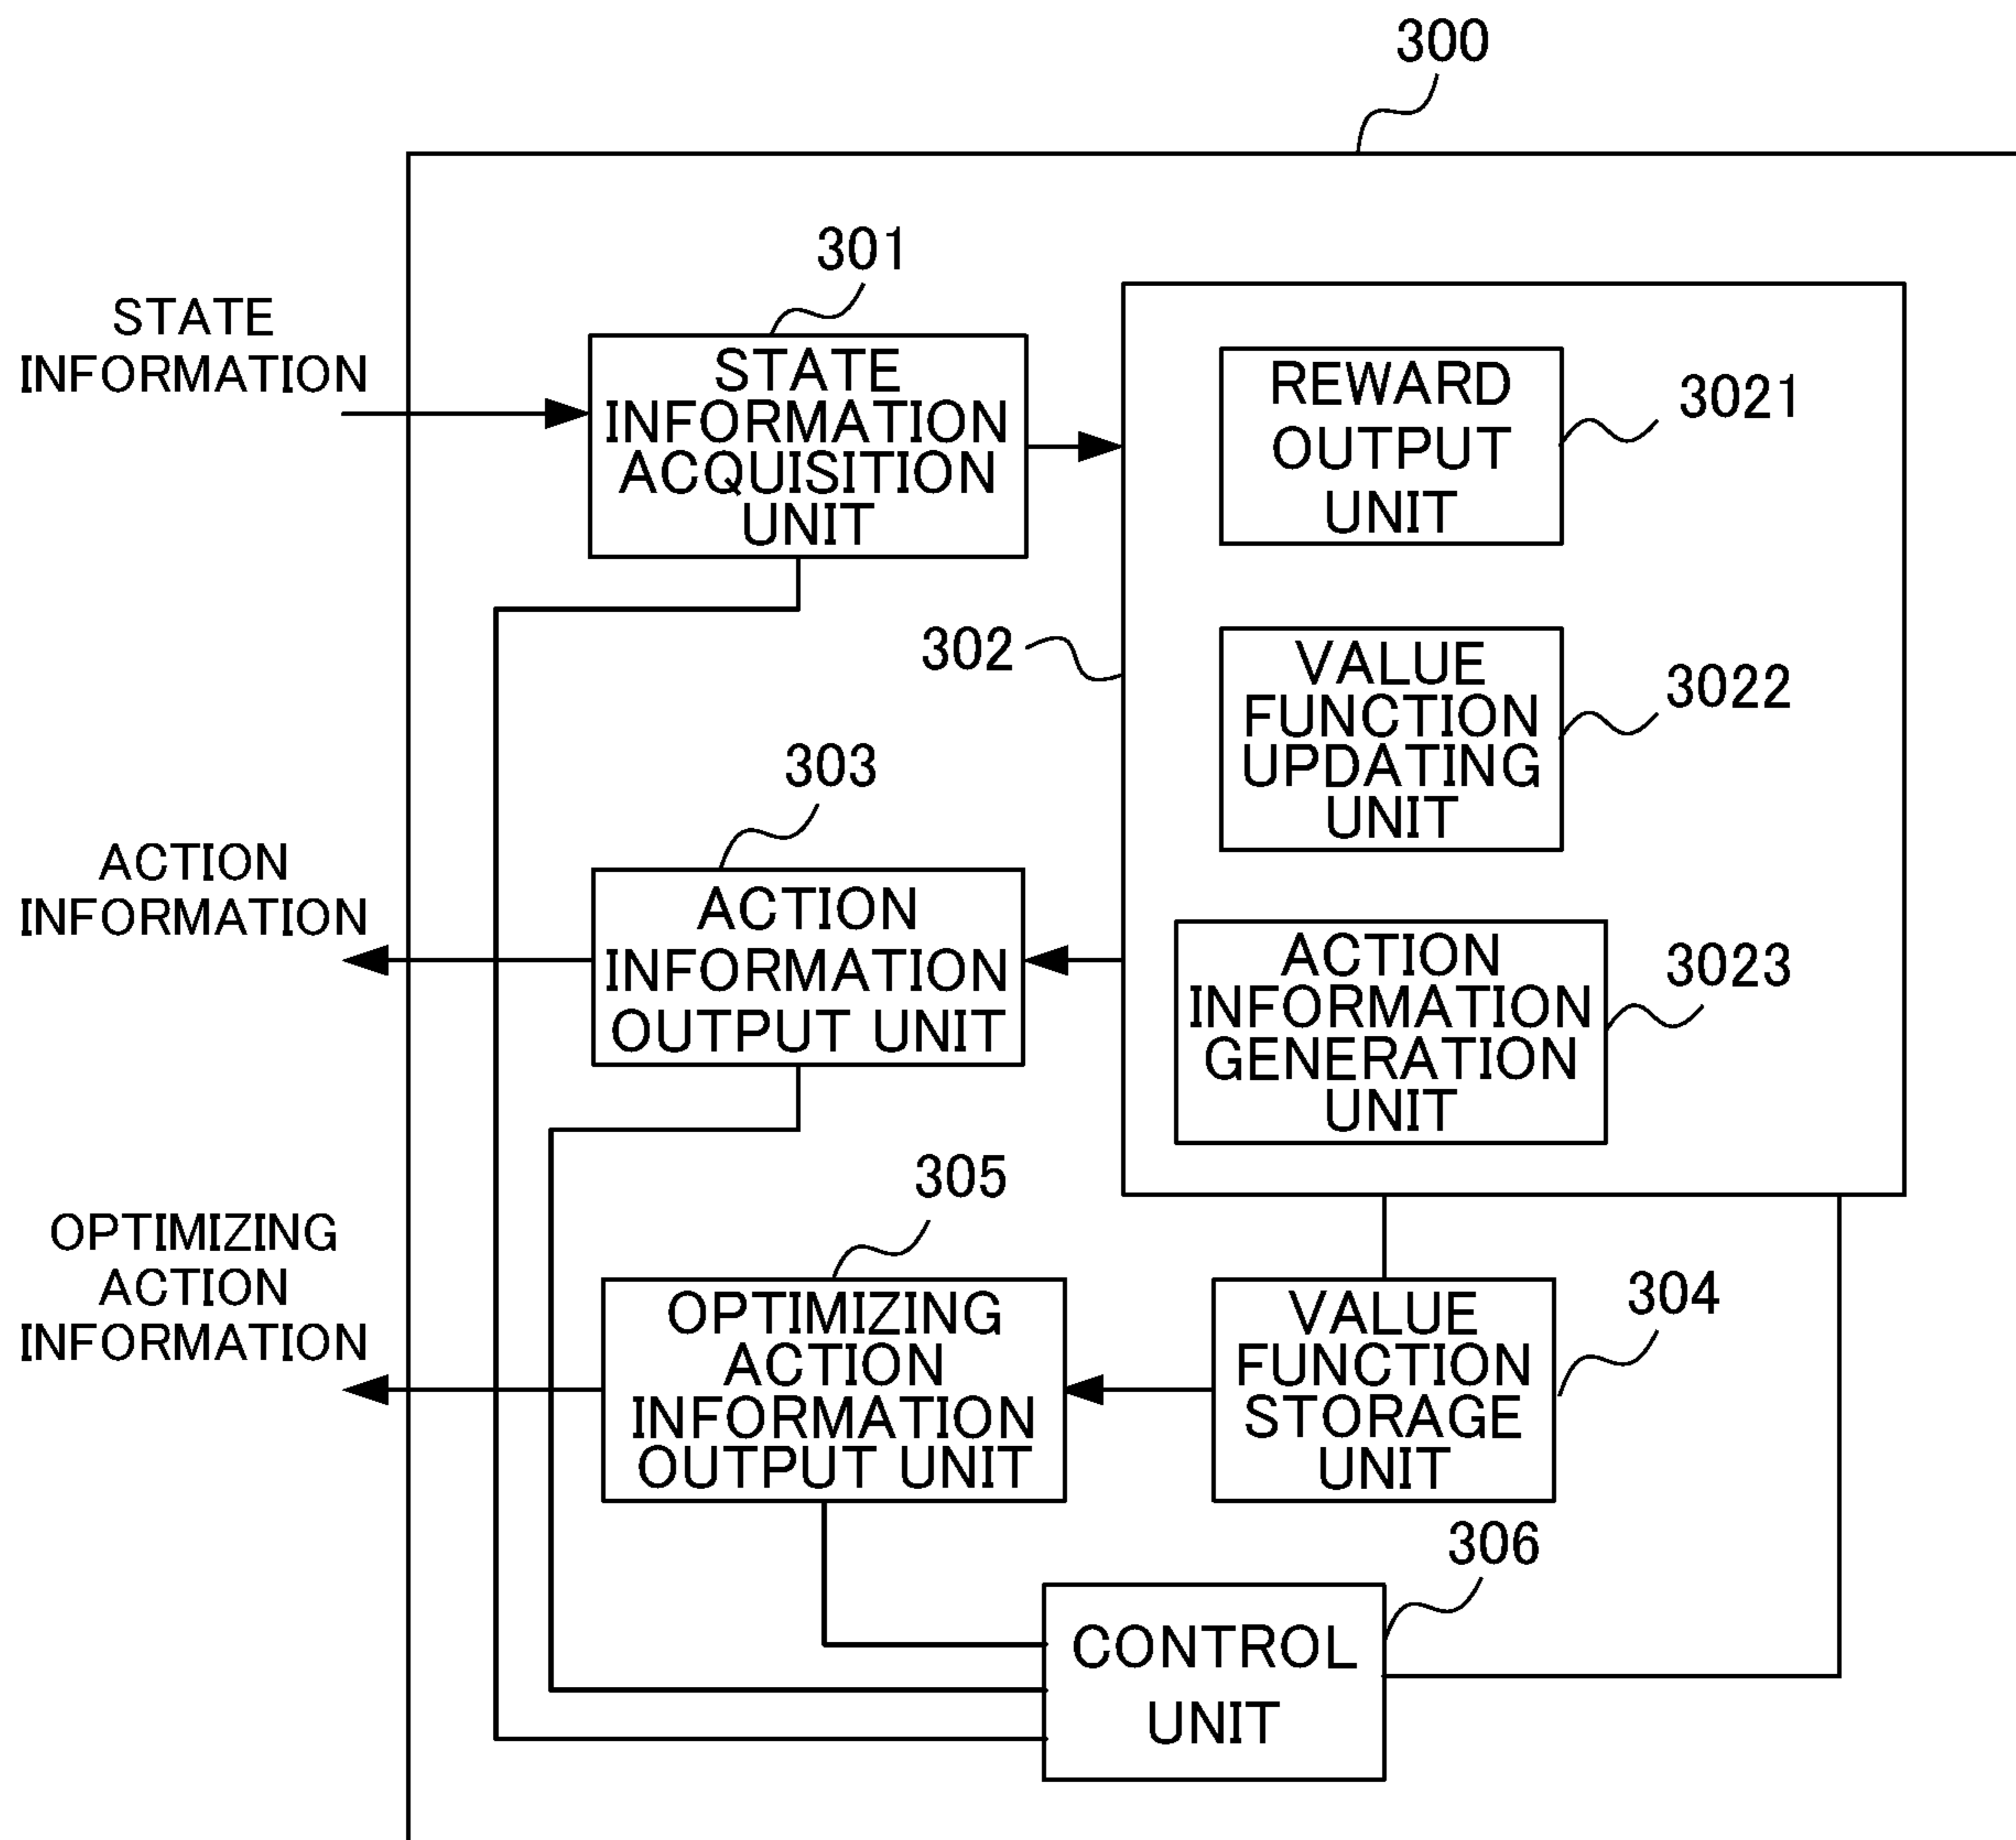 300
301
STATE
INFORMATION
STATE
INFORMATION
ACQUISITION
UNIT
REWARD
OUTPUT
UNIT
3021
302
VALUE
FUNCTION
UPDATING
UNIT
3022
303
ACTION
INFORMATION
ACTION
INFORMATION
OUTPUT UNIT
ACTION
INFORMATION
GENERATION
UNIT
3023
305
OPTIMIZING
ACTION
INFORMATION
OPTIMIZING
ACTION
INFORMATION
OUTPUT UNIT
VALUE
FUNCTION
STORAGE
UNIT
304
306
CONTROL
UNIT